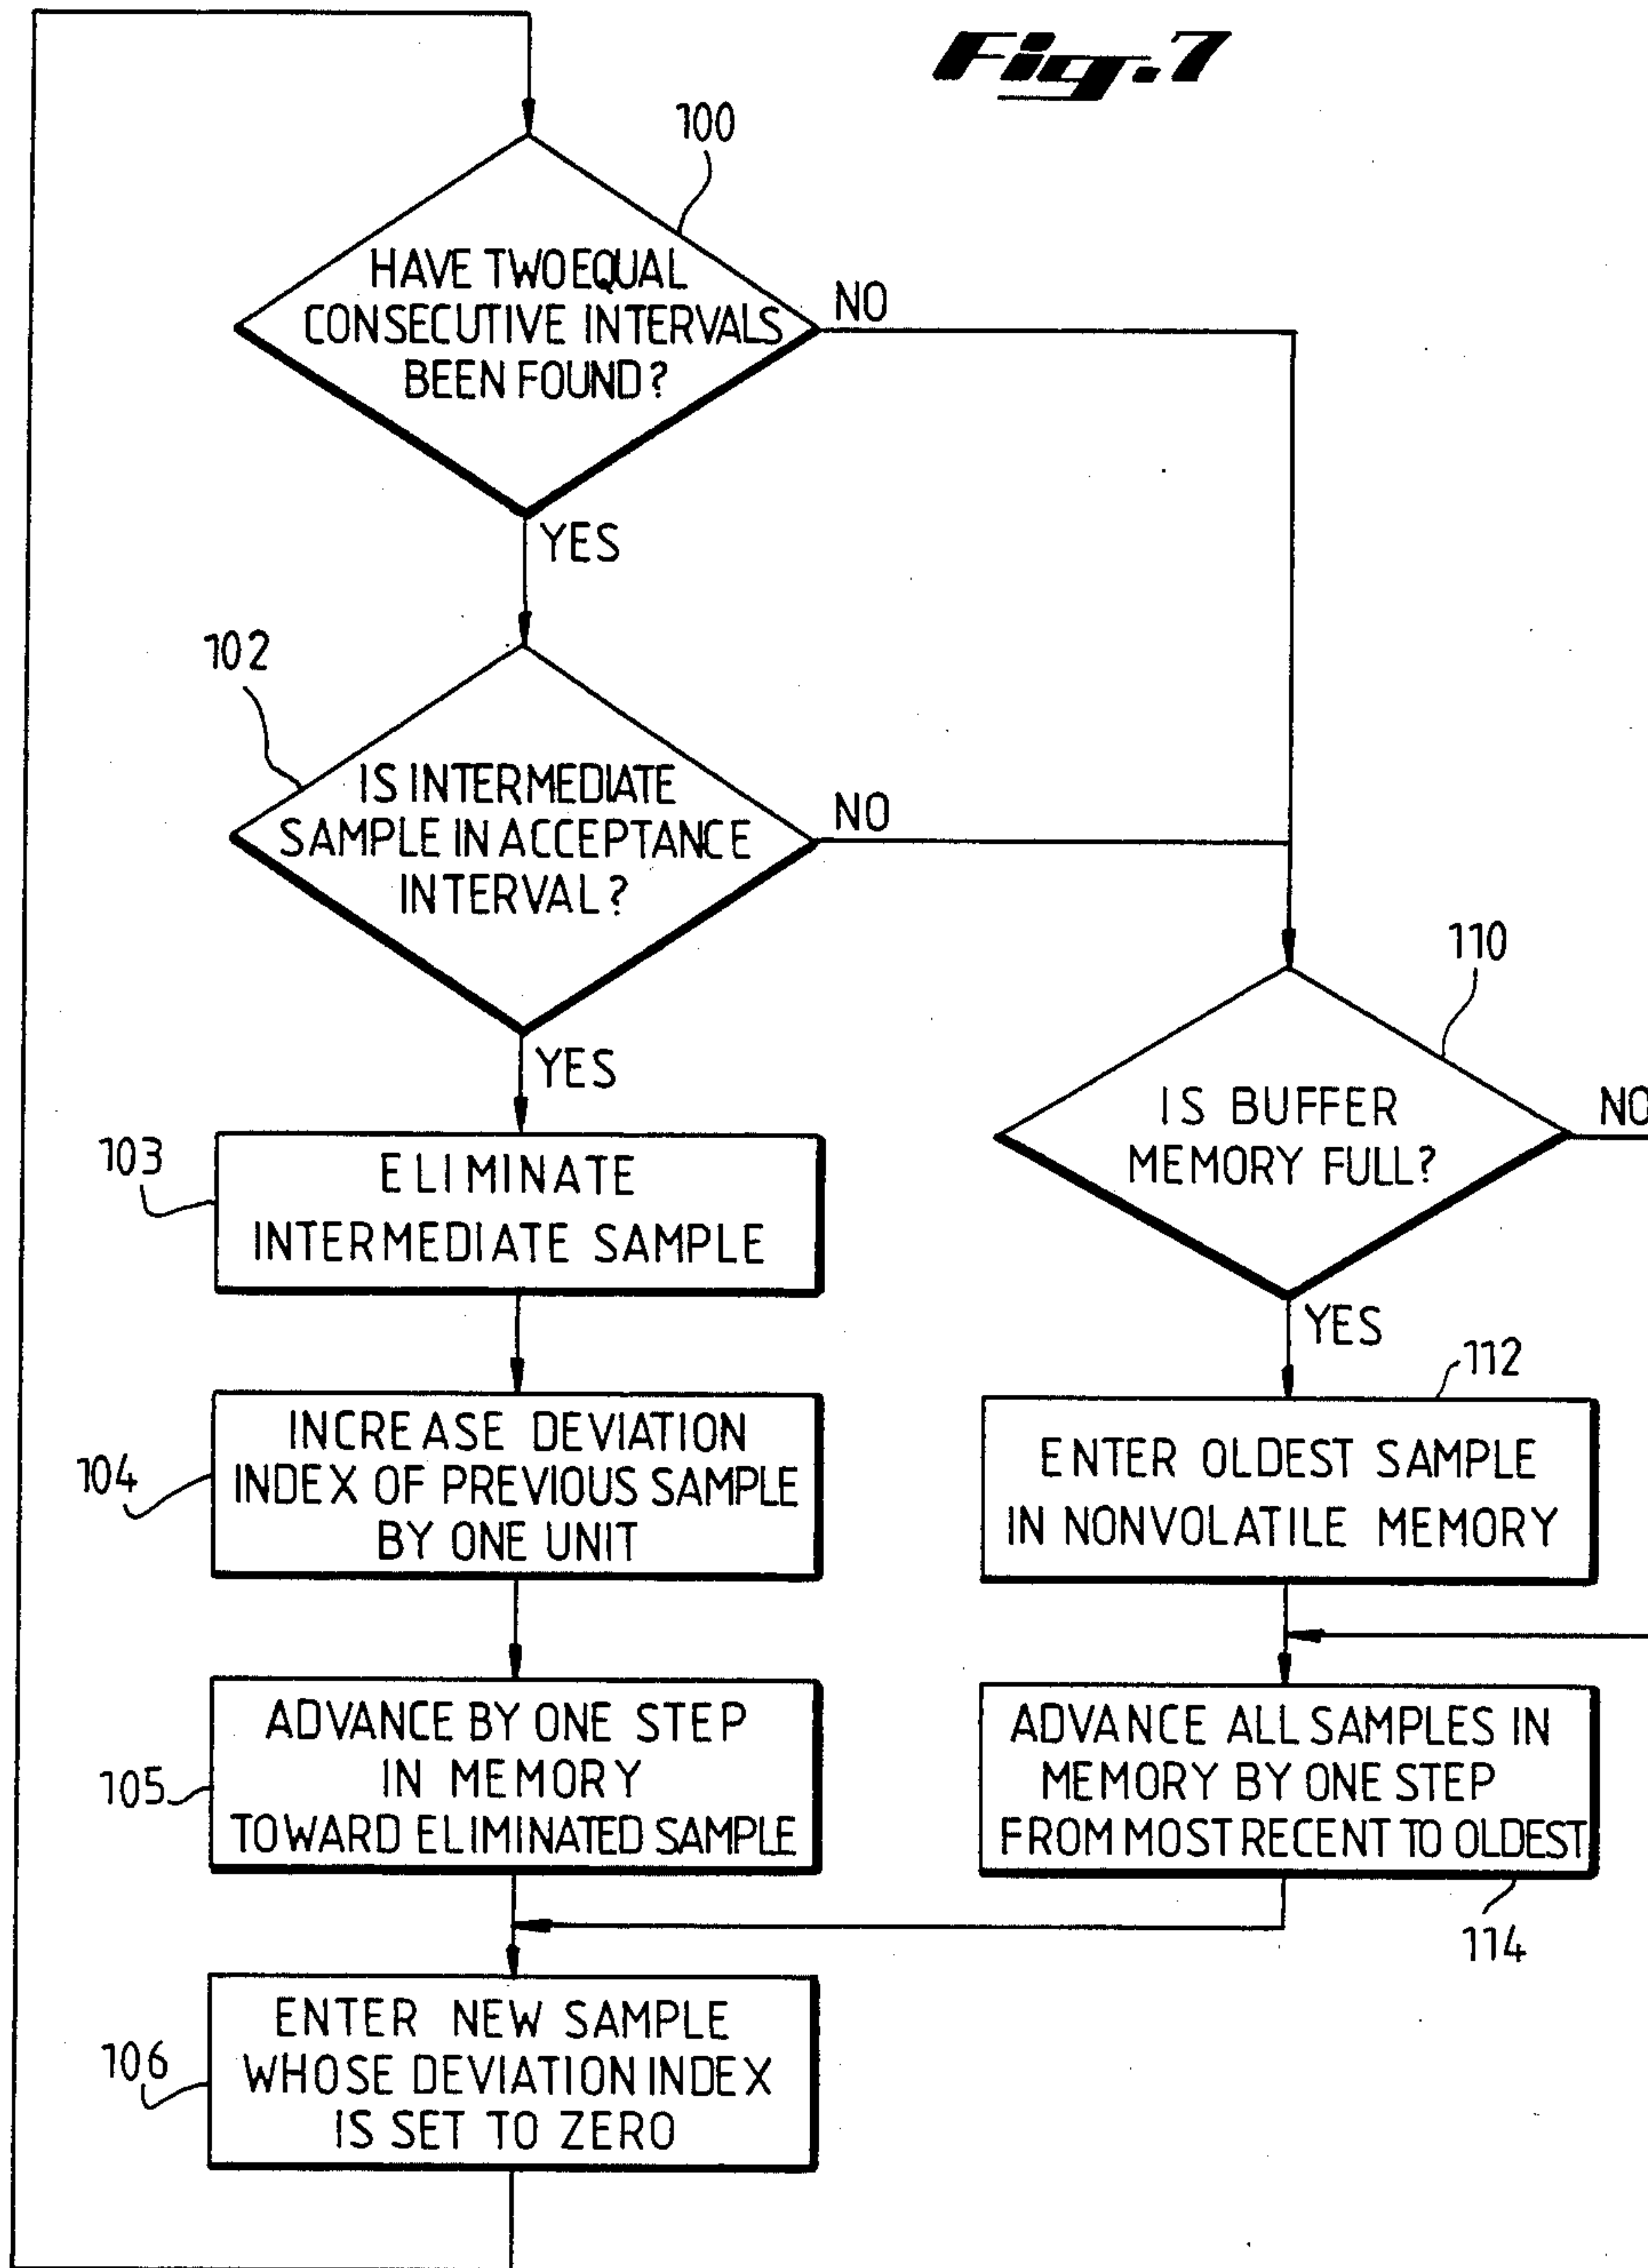 Fig. 7
100
HAVE TWO EQUAL
CONSECUTIVE INTERVALS
BEEN FOUND?
NO
YES
102
IS INTERMEDIATE
SAMPLE IN ACCEPTANCE
INTERVAL?
NO
YES
110
IS BUFFER
MEMORY FULL?
NO
YES
103
ELIMINATE
INTERMEDIATE SAMPLE
104
INCREASE DEVIATION
INDEX OF PREVIOUS SAMPLE
BY ONE UNIT
112
ENTER OLDEST SAMPLE
IN NONVOLATILE MEMORY
105
ADVANCE BY ONE STEP
IN MEMORY
TOWARD ELIMINATED SAMPLE
ADVANCE ALL SAMPLES IN
MEMORY BY ONE STEP
FROM MOST RECENT TO OLDEST
114
106
ENTER NEW SAMPLE
WHOSE DEVIATION INDEX
IS SET TO ZERO